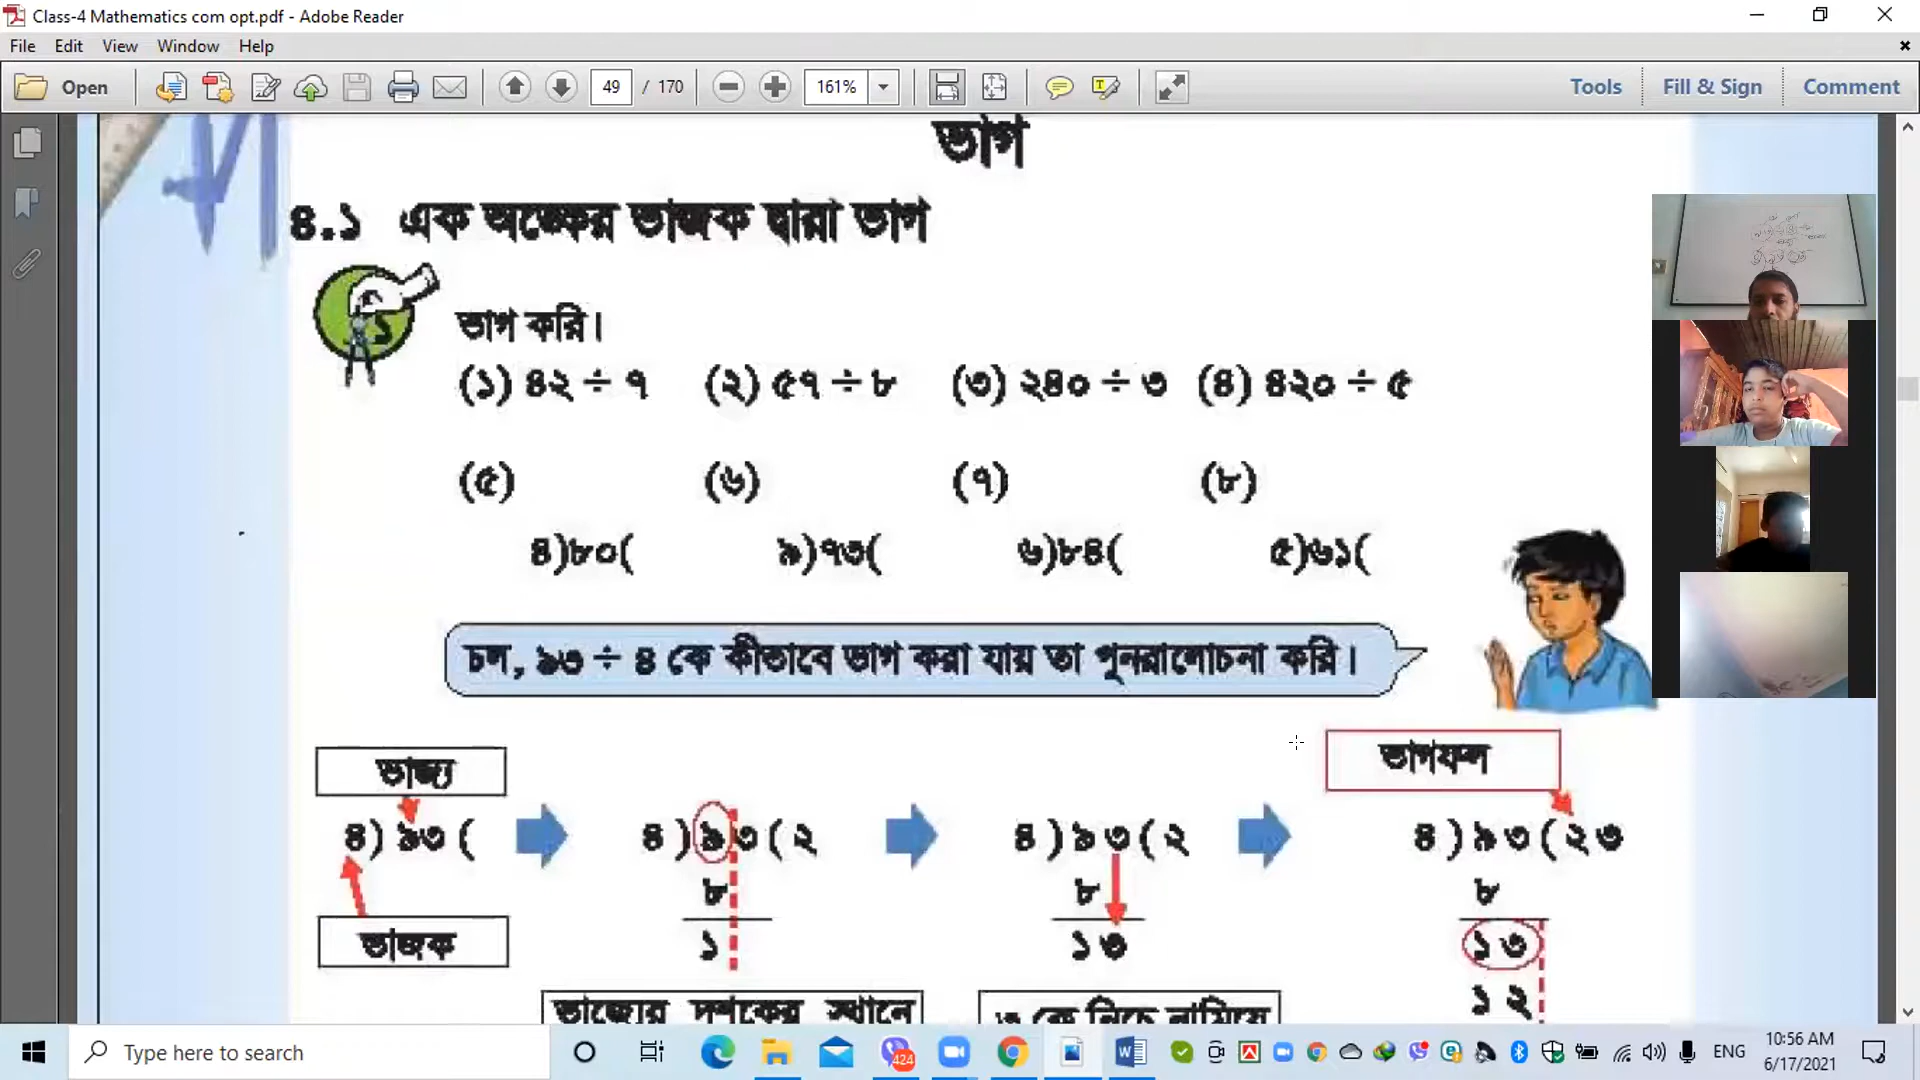 Class-4 Mathematics com opt.pdf - Adobe Reader
File Edit View Window Help
Open 49 / 170 161% Tools Fill & Sign Comment
ভাগ
৪.১ এক অঙ্কের ভাজক দ্বারা ভাগ
১
ভাগ করি।
(১) ৪২ ÷ ৭ (২) ৫৭ ÷ ৮ (৩) ২৪০ ÷ ৩ (৪) ৪২০ ÷ ৫
(৫) (৬) (৭) (৮)
৪)৮০( ৯)৭৩( ৬)৮৪( ৫)৬১(
চল, ৯৩ ÷ ৪ কে কীভাবে ভাগ করা যায় তা পুনরালোচনা করি।
ভাজ্য ভাগফল
৪) ৯৩ ( ৪) ৯৩ (২ ৪) ৯৩ (২ ৪) ৯৩ (২৩
৮ ৮ ৮
ভাজক ১ ১৩ ১৩
১২
ভাজ্যের দশকের স্থানে ৩ কে নিচে নামিয়ে
Type here to search 424 ENG 10:56 AM
6/17/2021